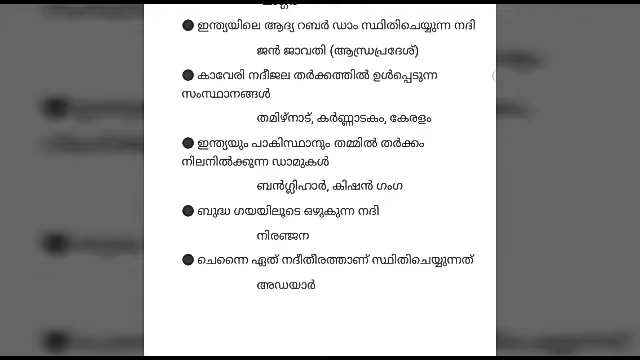 ● ഇന്ത്യയിലെ ആദ്യ റബർ ഡാം സ്ഥിതിചെയ്യുന്ന നദി
ജൻ ജാവതി (ആന്ധ്രപ്രദേശ്)
● കാവേരി നദീജല തർക്കത്തിൽ ഉൾപ്പെടുന്ന
സംസ്ഥാനങ്ങൾ
തമിഴ്നാട്, കർണ്ണാടകം, കേരളം
● ഇന്ത്യയും പാകിസ്ഥാനും തമ്മിൽ തർക്കം
നിലനിൽക്കുന്ന ഡാമുകൾ
ബൻഗ്ലിഹാർ, കിഷൻ ഗംഗ
● ബുദ്ധ ഗയയിലൂടെ ഒഴുകുന്ന നദി
നിരഞ്ജന
● ചെന്നൈ ഏത് നദീതീരത്താണ് സ്ഥിതിചെയ്യുന്നത്
അഡയാർ